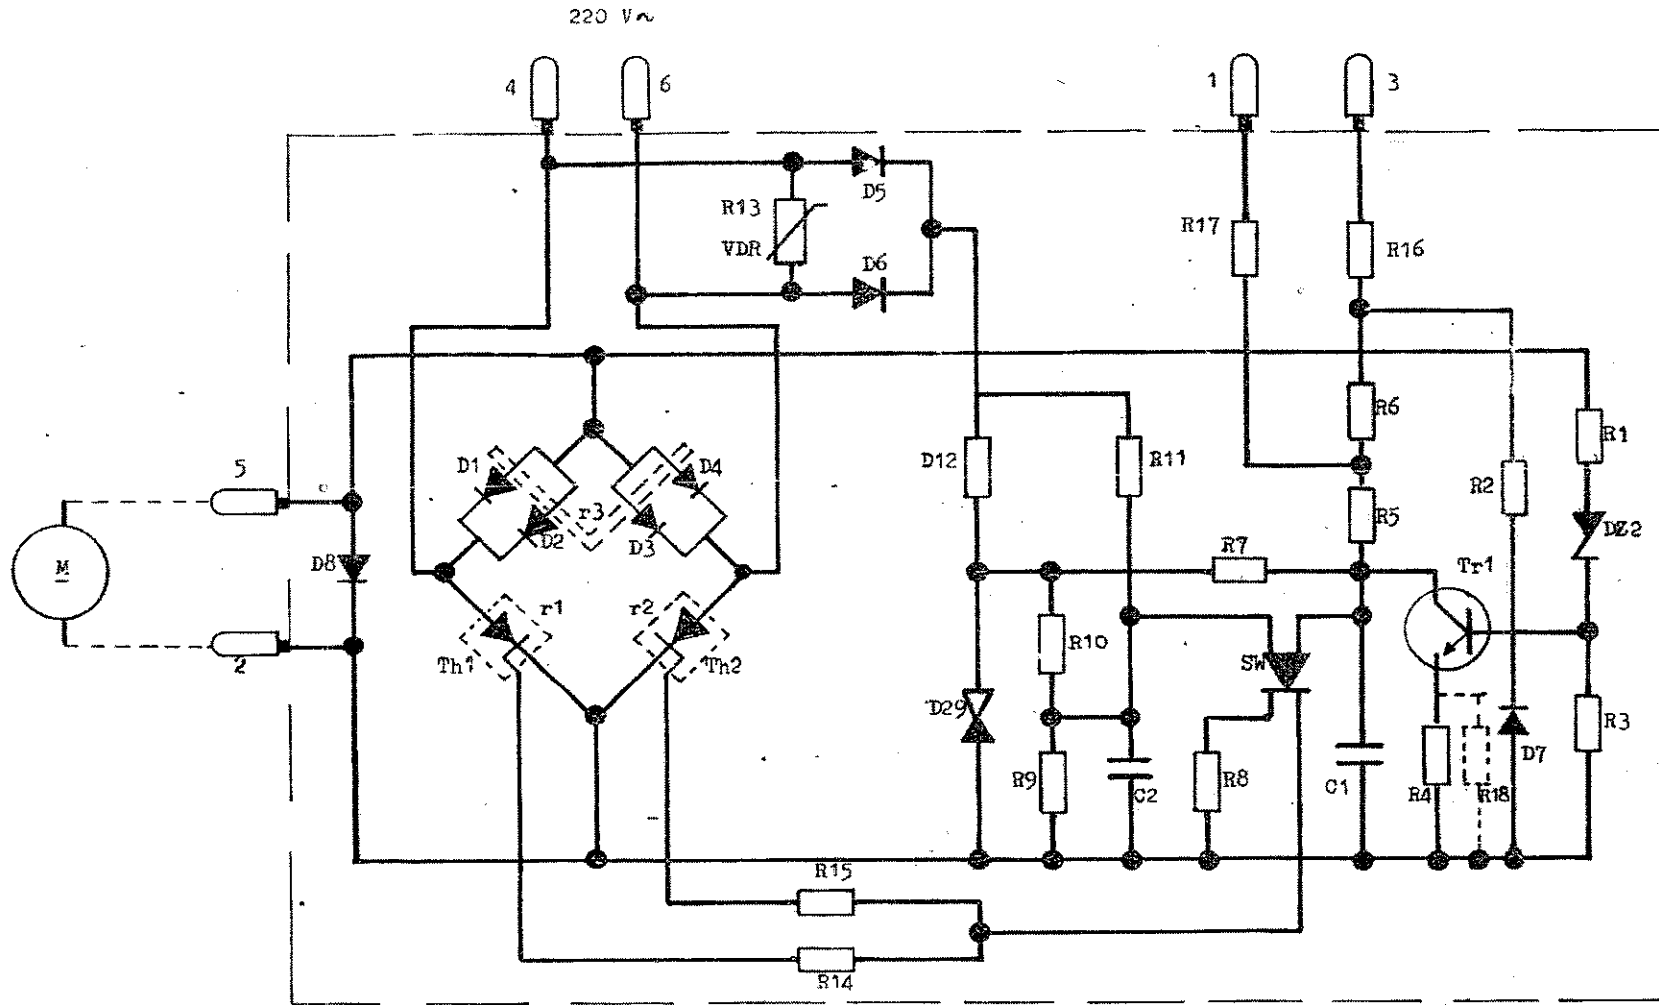 220 V~
4
6
1
3
D5
R13
VDR
D6
R17
R16
R6
R1
5
D1
D4
D12
R11
R2
r3
D2
D3
R5
DZ2
M
D8
R7
Tr1
r1
r2
R10
Th1
Th2
SW
2
D29
R3
D7
R9
C2
R8
C1
R4
R18
R15
R14